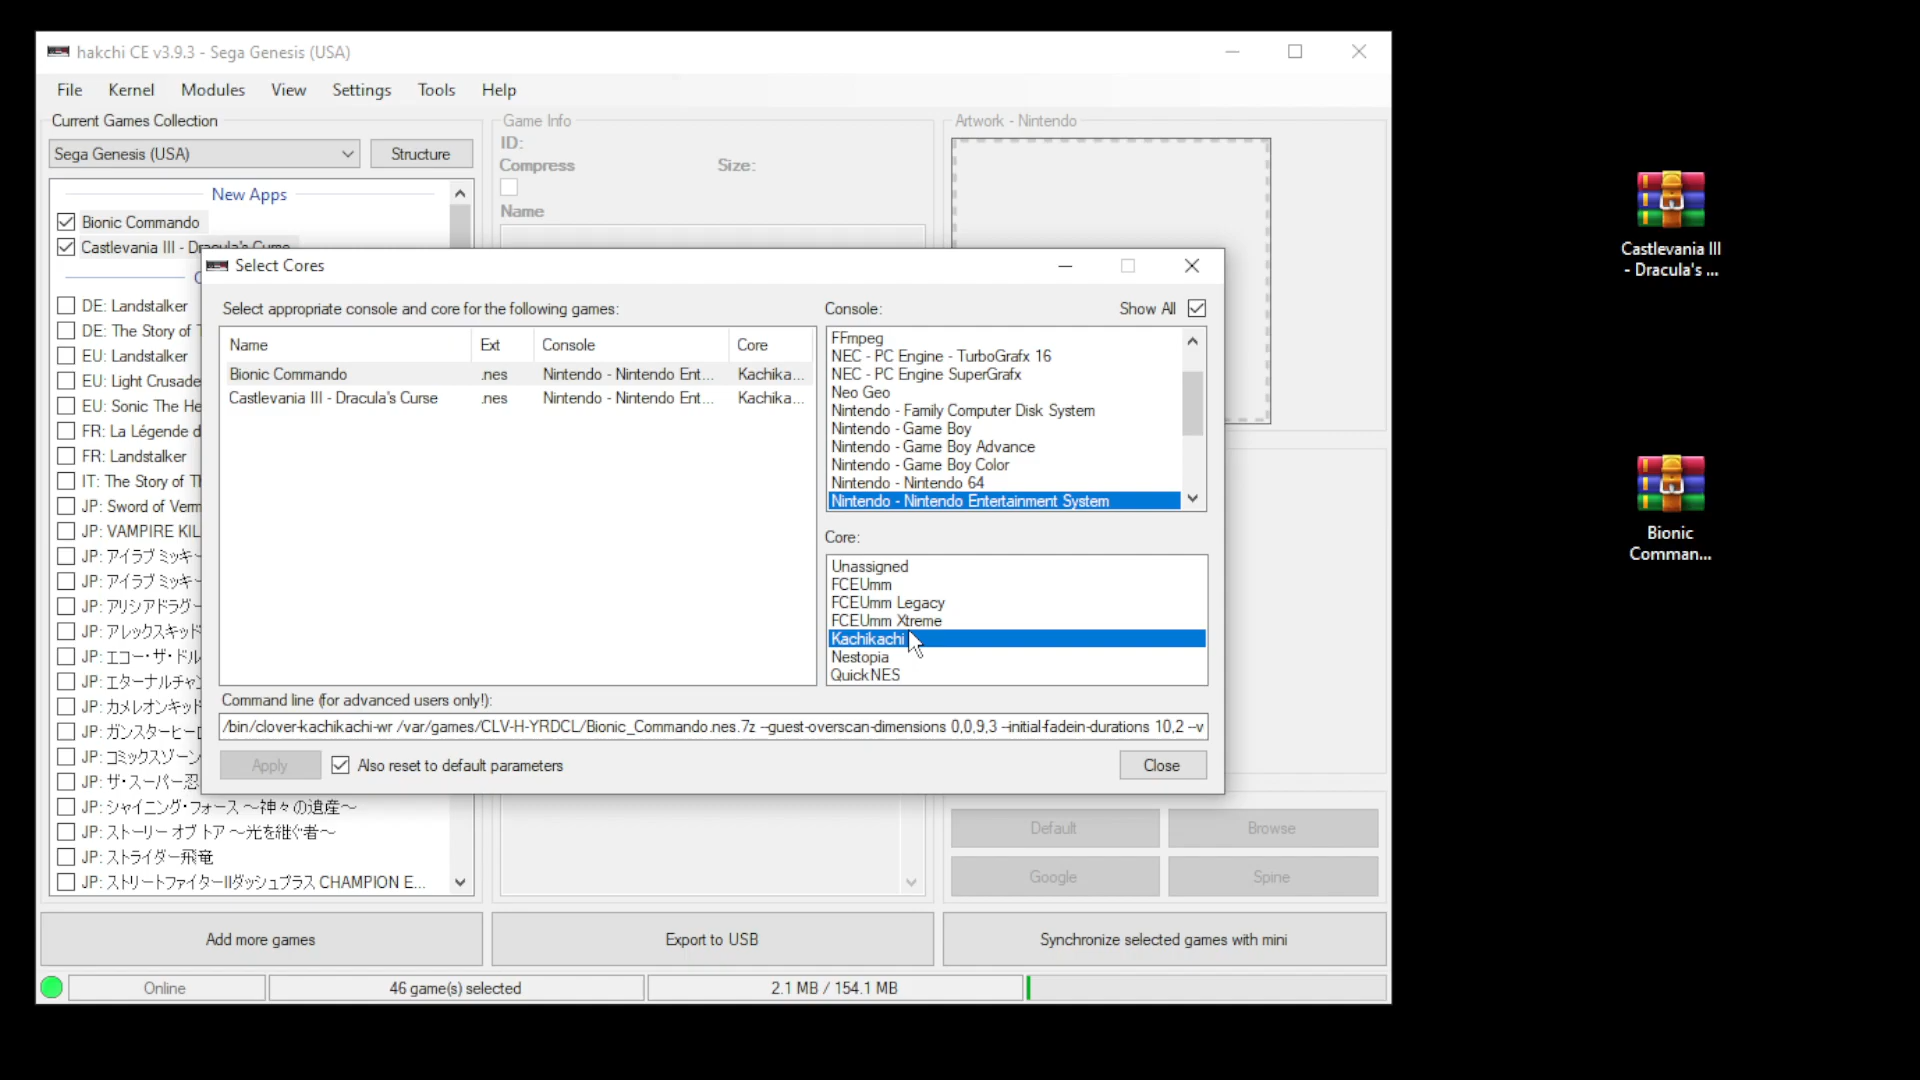 hakchi CE v3.9.3 - Sega Genesis (USA)
File Kernel Modules View Settings Tools Help
Current Games Collection
Sega Genesis (USA)
Structure
New Apps
Bionic Commando
Castlevania III - Dracula's Curse
DE: Landstalker
DE: The Story of T
EU: Landstalker
EU: Light Crusade
EU: Sonic The He
FR: La Légende d
FR: Landstalker
IT: The Story of Th
JP: Sword of Verm
JP: VAMPIRE KIL
JP: アイラブミッキー
JP: アイラブミッキー
JP: アリシアドラグー
JP: アレックスキッド
JP: エコー・ザ・ドル
JP: エターナルチャン
JP: カメレオンキッド
JP: ガンスターヒーロ
JP: コミックスゾーン
JP: ザ・スーパー忍
JP: シャイニング・フォース ～神々の遺産～
JP: ストーリー オブ トア ～光を継ぐ者～
JP: ストライダー飛竜
JP: ストリートファイターIIダッシュプラス CHAMPION E...
Game Info
ID:
Compress
Size:
Name
Artwork - Nintendo
Select Cores
Select appropriate console and core for the following games:
Name Ext Console Core
Bionic Commando .nes Nintendo - Nintendo Ent... Kachika...
Castlevania III - Dracula's Curse .nes Nintendo - Nintendo Ent... Kachika...
Console:
Show All
FFmpeg
NEC - PC Engine - TurboGrafx 16
NEC - PC Engine SuperGrafx
Neo Geo
Nintendo - Family Computer Disk System
Nintendo - Game Boy
Nintendo - Game Boy Advance
Nintendo - Game Boy Color
Nintendo - Nintendo 64
Nintendo - Nintendo Entertainment System
Core:
Unassigned
FCEUmm
FCEUmm Legacy
FCEUmm Xtreme
Kachikachi
Nestopia
QuickNES
Command line (for advanced users only!):
/bin/clover-kachikachi-wr /var/games/CLV-H-YRDCL/Bionic_Commando.nes.7z --guest-overscan-dimensions 0,0,9,3 --initial-fadein-durations 10,2 --v
Apply
Also reset to default parameters
Close
Default
Browse
Google
Spine
Add more games
Export to USB
Synchronize selected games with mini
Online
46 game(s) selected
2.1 MB / 154.1 MB
Castlevania III
- Dracula's ...
Bionic
Comman...